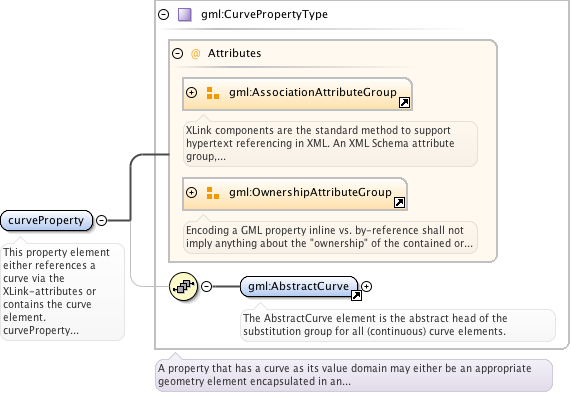 gml:CurvePropertyType
@ Attributes
gml:AssociationAttributeGroup
XLink components are the standard method to support
hypertext referencing in XML. An XML Schema attribute
group,...
gml:OwnershipAttributeGroup
Encoding a GML property inline vs. by-reference shall not
imply anything about the "ownership" of the contained or...
curveProperty
This property element
either references a
curve via the
XLink-attributes or
contains the curve
element.
curveProperty...
gml:AbstractCurve
The AbstractCurve element is the abstract head of the
substitution group for all (continuous) curve elements.
A property that has a curve as its value domain may either be an appropriate
geometry element encapsulated in an...